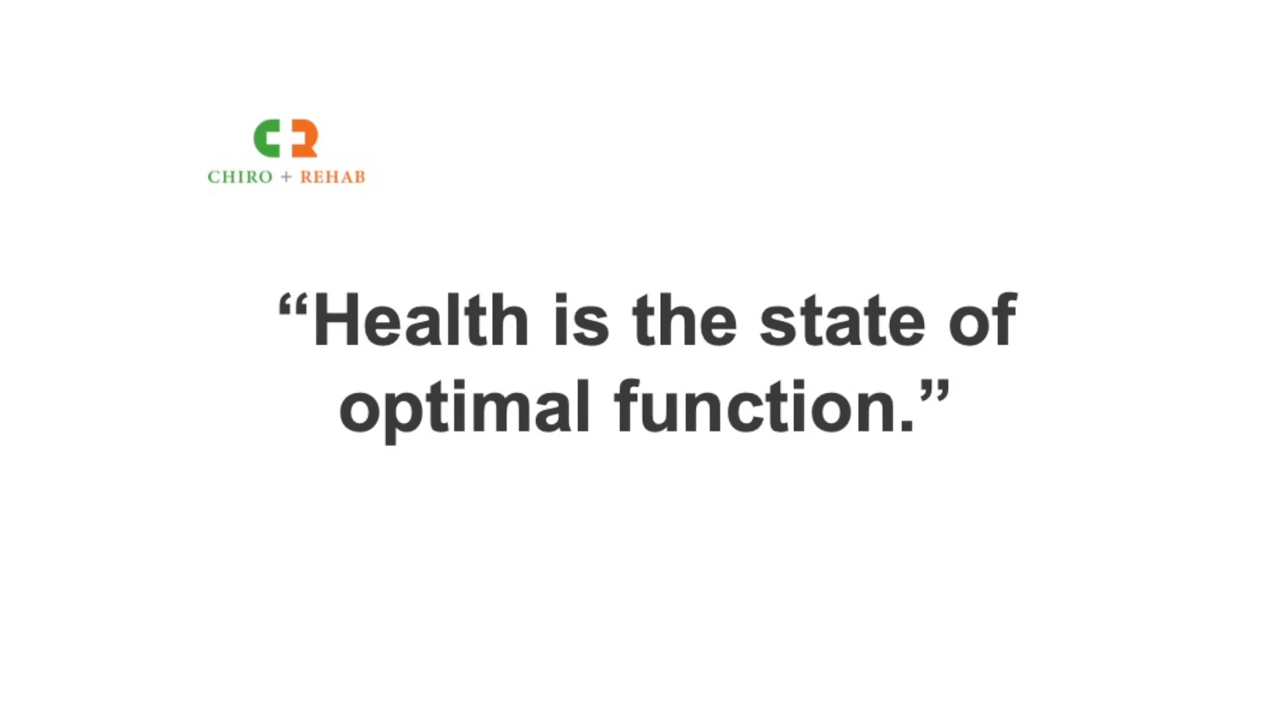 CHIRO + REHAB
“Health is the state of
optimal function.”